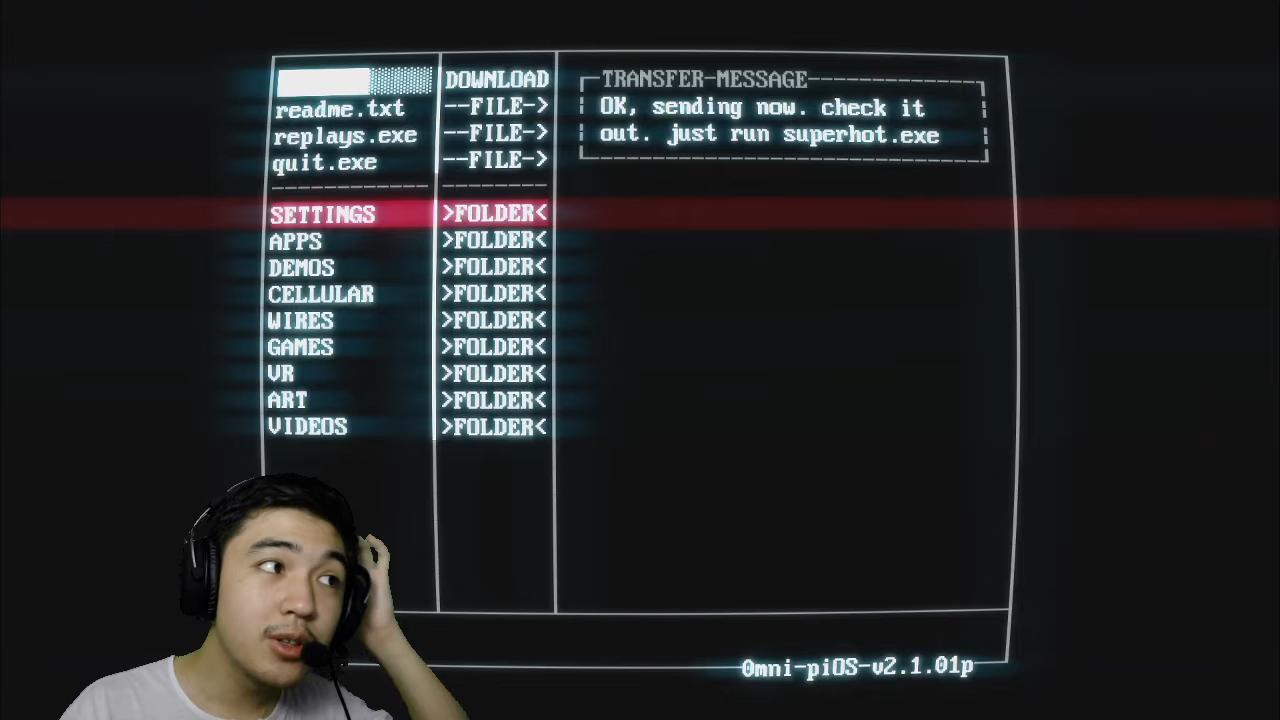 DOWNLOAD
readme.txt --FILE->
replays.exe --FILE->
quit.exe --FILE->
SETTINGS >FOLDER<
APPS >FOLDER<
DEMOS >FOLDER<
CELLULAR >FOLDER<
WIRES >FOLDER<
GAMES >FOLDER<
VR >FOLDER<
ART >FOLDER<
VIDEOS >FOLDER<
TRANSFER-MESSAGE
OK, sending now. check it
out. just run superhot.exe
0mni-piOS-v2.1.01p